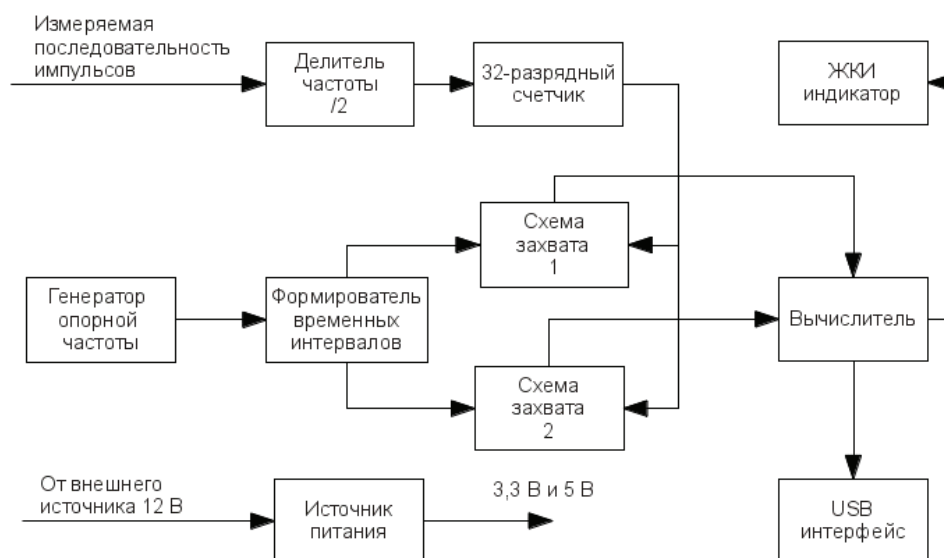 Измеряемая
последовательность
импульсов
Делитель
частоты
/2
32-разрядный
счетчик
ЖКИ
индикатор
Схема
захвата
1
Генератор
опорной
частоты
Формирователь
временных
интервалов
Вычислитель
Схема
захвата
2
От внешнего
источника 12 В
Источник
питания
3,3 В и 5 В
USB
интерфейс